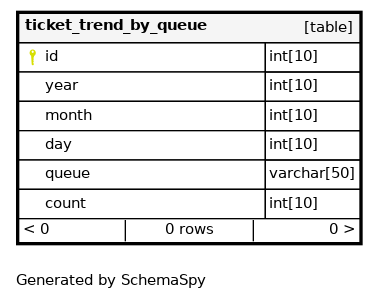 ticket_trend_by_queue [table]
id int[10]
year int[10]
month int[10]
day int[10]
queue varchar[50]
count int[10]
< 0 0 rows 0 >
Generated by SchemaSpy